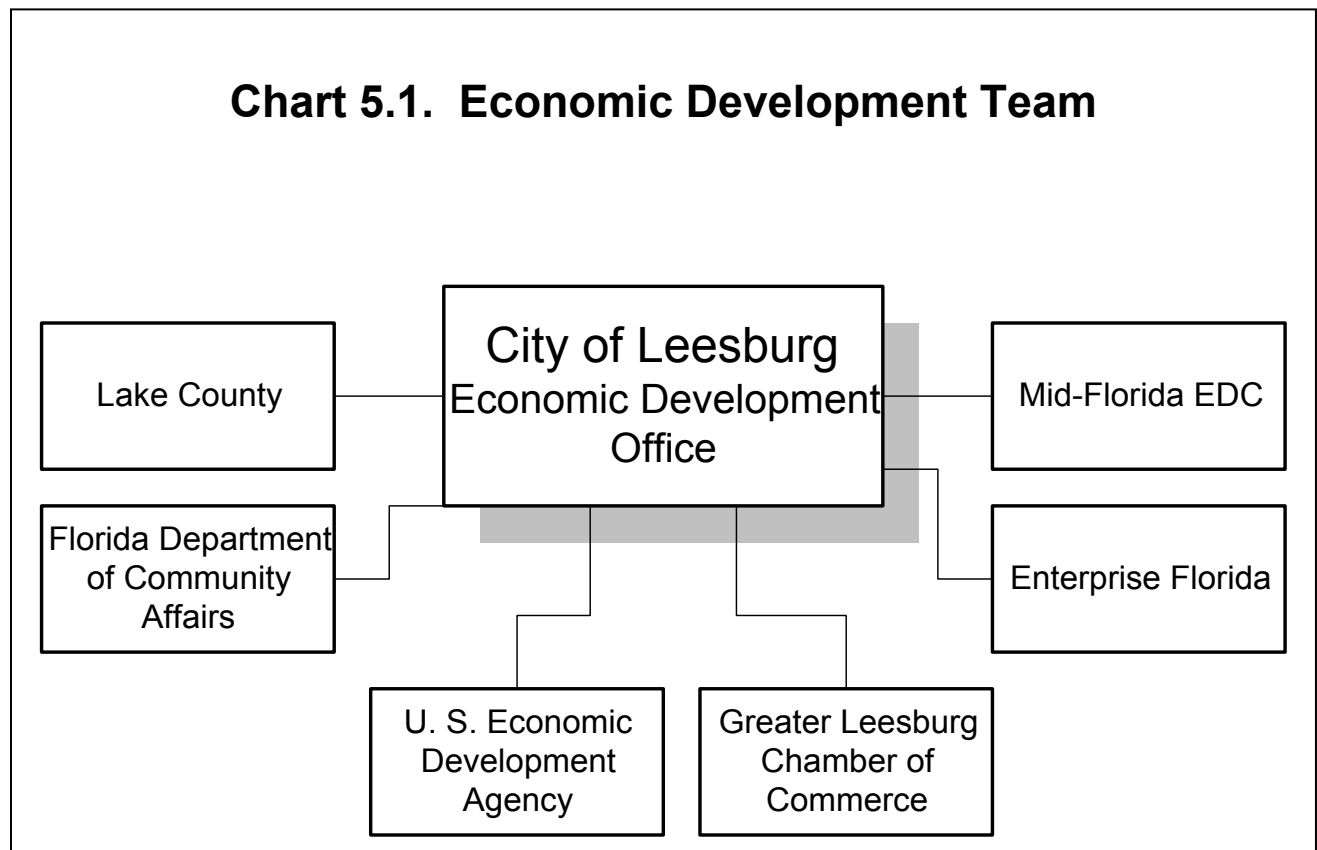 Chart 5.1. Economic Development Team
City of Leesburg
Economic Development
Office
Lake County
Mid-Florida EDC
Florida Department
of Community
Affairs
Enterprise Florida
U. S. Economic
Development
Agency
Greater Leesburg
Chamber of
Commerce